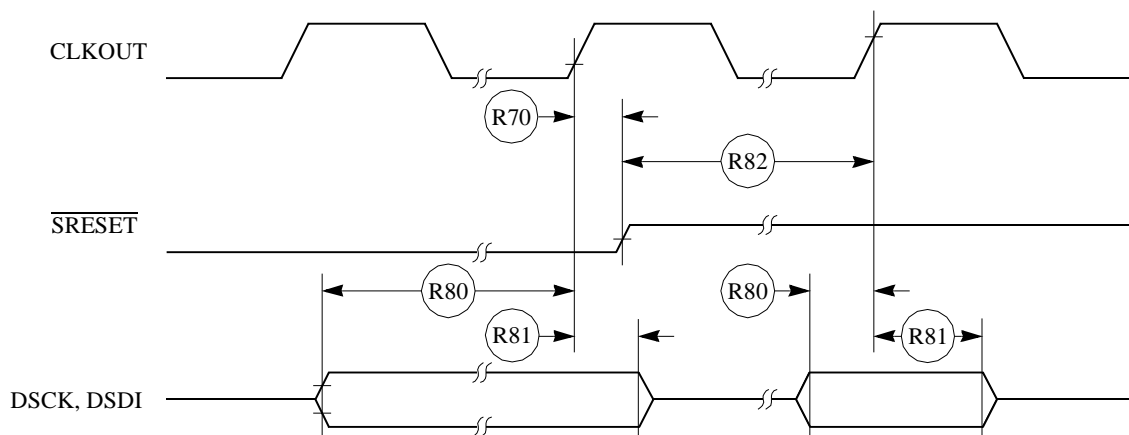 CLKOUT
R70
R82
SRESET
R80
R80
R81
R81
DSCK, DSDI